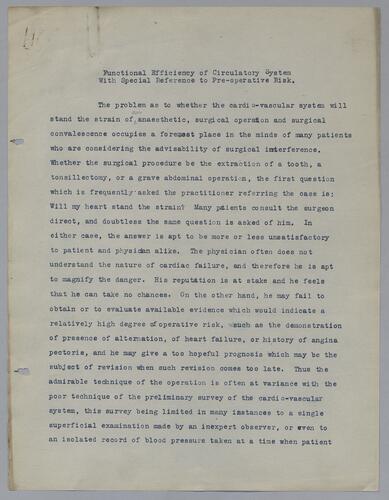 Functional Efficiency of Circulatory System
With Special Reference to Pre-operative Risk.
The problem as to whether the cardio-vascular system will
stand the strain of anaesthetic, surgical operation and surgical
convalescence occupies a foremost place in the minds of many patients
who are considering the advisability of surgical interference.
Whether the surgical procedure be the extraction of a tooth, a
tonsillectomy, or a grave abdominal operation, the first question
which is frequently asked the practitioner referring the case is:
Will my heart stand the strain? Many patients consult the surgeon
direct, and doubtless the same question is asked of him. In
either case, the answer is apt to be more or less unsatisfactory
to patient and physician alike. The physician often does not
understand the nature of cardiac failure, and therefore he is apt
to magnify the danger. His reputation is at stake and he feels
that he can take no chances. On the other hand, he may fail to
obtain or to evaluate available evidence which would indicate a
relatively high degree of operative risk, such as the demonstration
of presence of alternation, of heart failure, or history of angina
pectoris, and he may give a too hopeful prognosis which may be the
subject of revision when such revision comes too late. Thus the
admirable technique of the operation is often at variance with the
poor technique of the preliminary survey of the cardio-vascular
system, this survey being limited in many instances to a single
superficial examination made by an inexpert observer, or even to
an isolated record of blood pressure taken at a time when patient